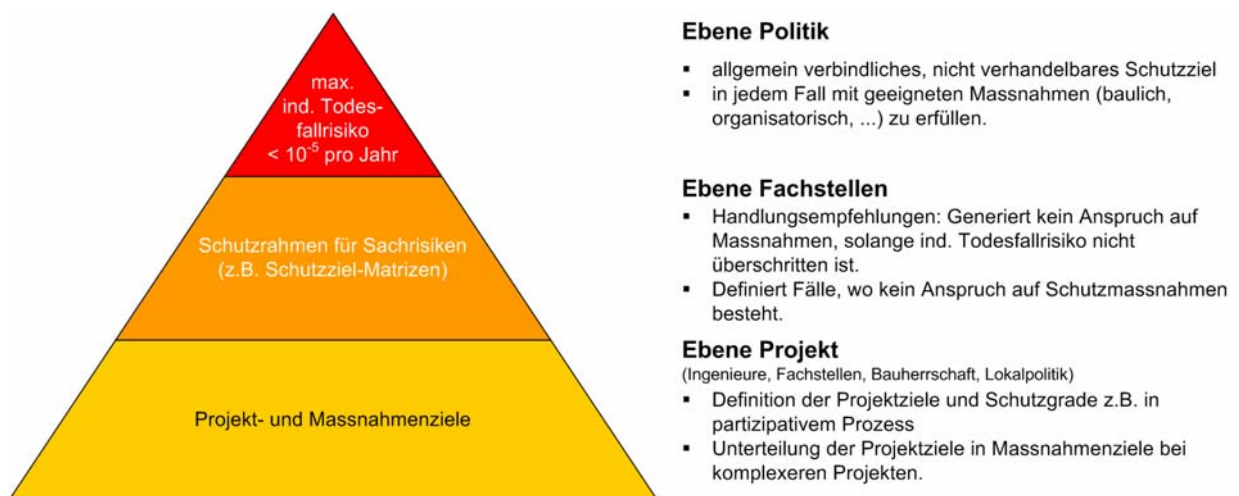 max.
ind. Todes-
fallrisiko
< 10⁻⁵ pro Jahr
Schutzrahmen für Sachrisiken
(z.B. Schutzziel-Matrizen)
Projekt- und Massnahmenziele
Ebene Politik
▪ allgemein verbindliches, nicht verhandelbares Schutzziel
▪ in jedem Fall mit geeigneten Massnahmen (baulich,
organisatorisch, ...) zu erfüllen.
Ebene Fachstellen
▪ Handlungsempfehlungen: Generiert kein Anspruch auf
Massnahmen, solange ind. Todesfallrisiko nicht
überschritten ist.
▪ Definiert Fälle, wo kein Anspruch auf Schutzmassnahmen
besteht.
Ebene Projekt
(Ingenieure, Fachstellen, Bauherrschaft, Lokalpolitik)
▪ Definition der Projektziele und Schutzgrade z.B. in
partizipativem Prozess
▪ Unterteilung der Projektziele in Massnahmenziele bei
komplexeren Projekten.